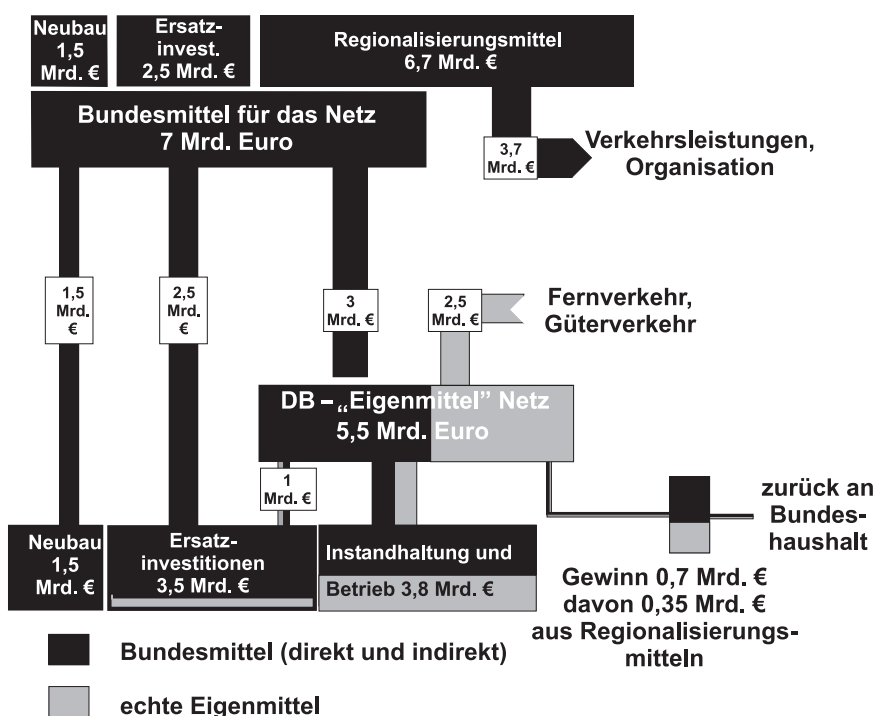 Neubau
1,5
Mrd. €
Ersatz-
invest.
2,5 Mrd. €
Regionalisierungsmittel
6,7 Mrd. €
Bundesmittel für das Netz
7 Mrd. Euro
3,7
Mrd. €
Verkehrsleistungen,
Organisation
1,5
Mrd.
€
2,5
Mrd.
€
3
Mrd. €
2,5
Mrd. €
Fernverkehr,
Güterverkehr
DB – „Eigenmittel” Netz
5,5 Mrd. Euro
1
Mrd. €
zurück an
Bundes-
haushalt
Neubau
1,5
Mrd. €
Ersatz-
investitionen
3,5 Mrd. €
Instandhaltung und
Betrieb 3,8 Mrd. €
Gewinn 0,7 Mrd. €
davon 0,35 Mrd. €
aus Regionalisierungs-
mitteln
Bundesmittel (direkt und indirekt)
echte Eigenmittel